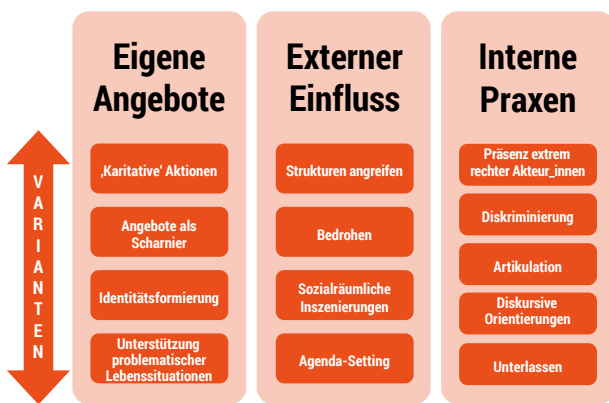 Eigene
Angebote
Externer
Einfluss
Interne
Praxen
VARIANTEN
‚Karitative‘ Aktionen
Angebote als
Scharnier
Identitätsformierung
Unterstützung
problematischer
Lebenssituationen
Strukturen angreifen
Bedrohen
Sozialräumliche
Inszenierungen
Agenda-Setting
Präsenz extrem
rechter Akteur_innen
Diskriminierung
Artikulation
Diskursive
Orientierungen
Unterlassen